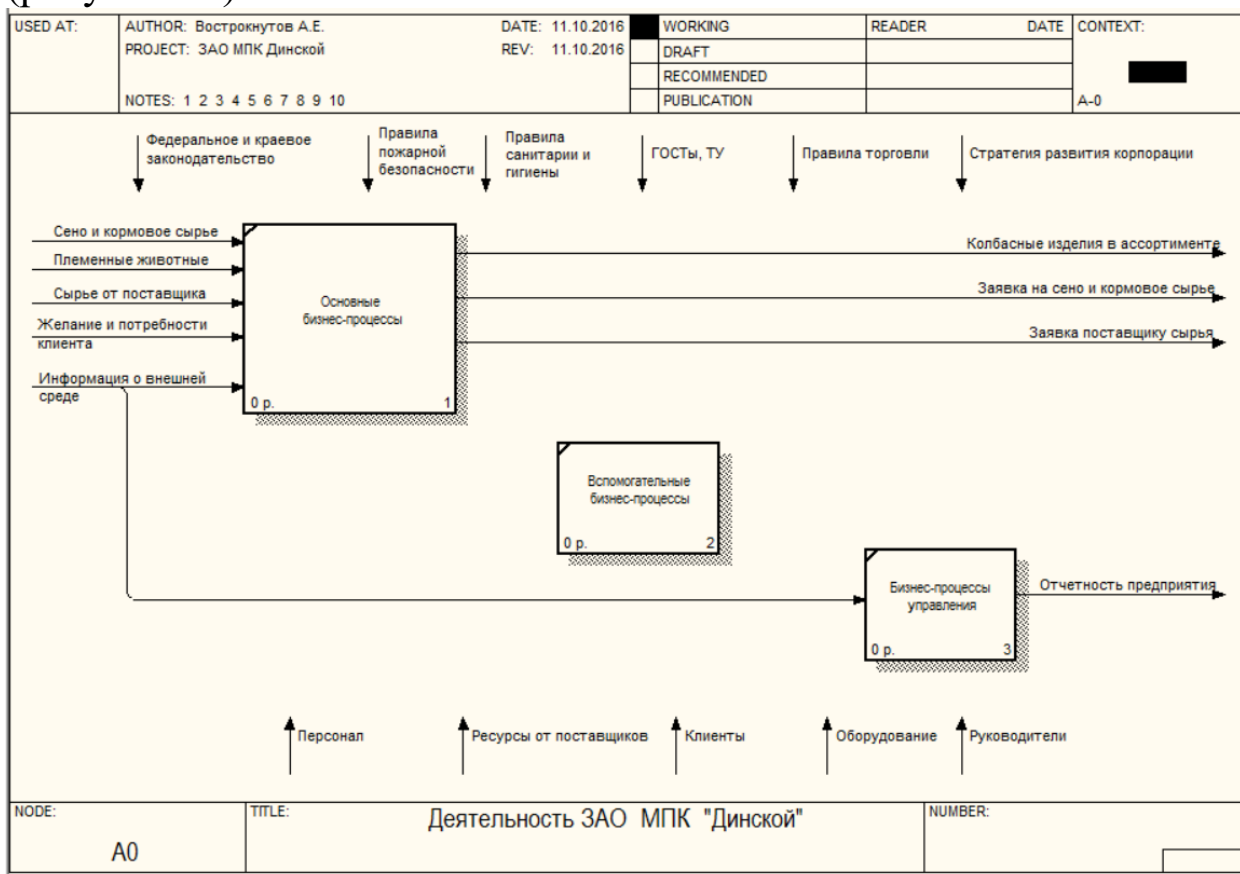 USED AT:
AUTHOR: Вострокнутов А.Е.
DATE: 11.10.2016
PROJECT: ЗАО МПК Динской
REV: 11.10.2016
NOTES: 1 2 3 4 5 6 7 8 9 10
WORKING
DRAFT
RECOMMENDED
PUBLICATION
READER
DATE
CONTEXT:
A-0
Федеральное и краевое
законодательство
Правила
пожарной
безопасности
Правила
санитарии и
гигиены
ГОСТы, ТУ
Правила торговли
Стратегия развития корпорации
Сено и кормовое сырье
Племенные животные
Сырье от поставщика
Желание и потребности
клиента
Информация о внешней
среде
Основные
бизнес-процессы
0 р.
1
Колбасные изделия в ассортименте
Заявка на сено и кормовое сырье
Заявка поставщику сырья
Вспомогательные
бизнес-процессы
0 р.
2
Бизнес-процессы
управления
0 р.
3
Отчетность предприятия
Персонал
Ресурсы от поставщиков
Клиенты
Оборудование
Руководители
NODE:
A0
TITLE:
Деятельность ЗАО МПК "Динской"
NUMBER: